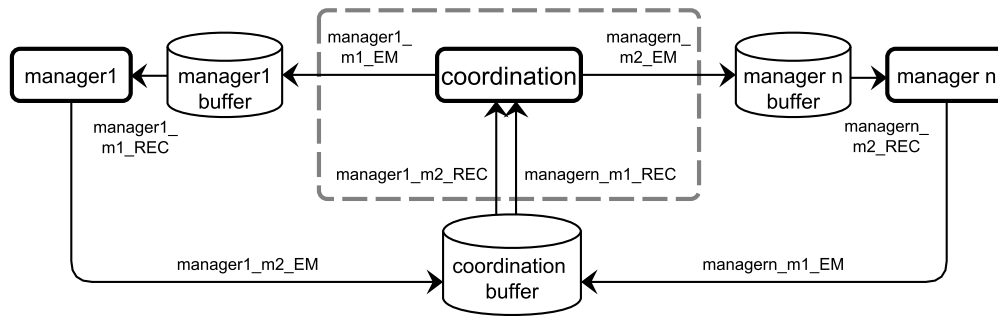 manager1_
m1_EM
managern_
m2_EM
manager1
manager1
buffer
coordination
manager n
buffer
manager n
manager1_
m1_REC
managern_
m2_REC
manager1_m2_REC
managern_m1_REC
manager1_m2_EM
coordination
buffer
managern_m1_EM